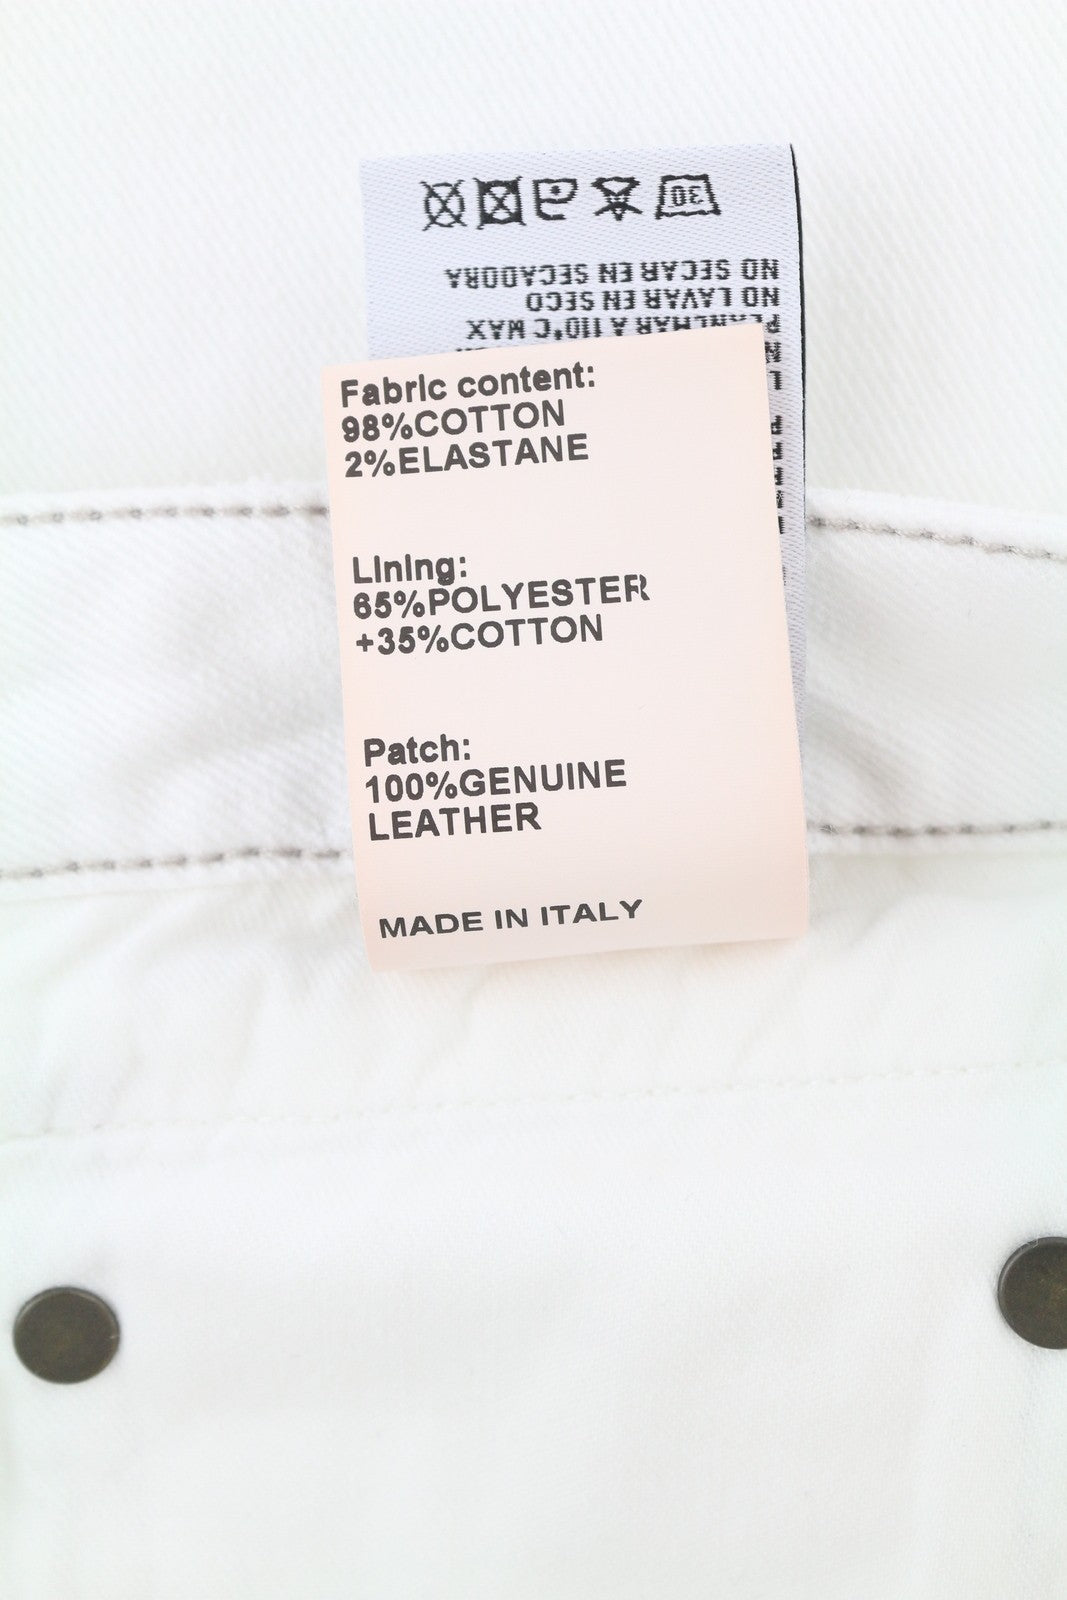 Fabric content:
98%COTTON
2%ELASTANE
Lining:
65%POLYESTER
+35%COTTON
Patch:
100%GENUINE
LEATHER
MADE IN ITALY
30
PLANCHAR A 110°C MAX
NO LAVAR EN SECO
NO SECAR EN SECADORA